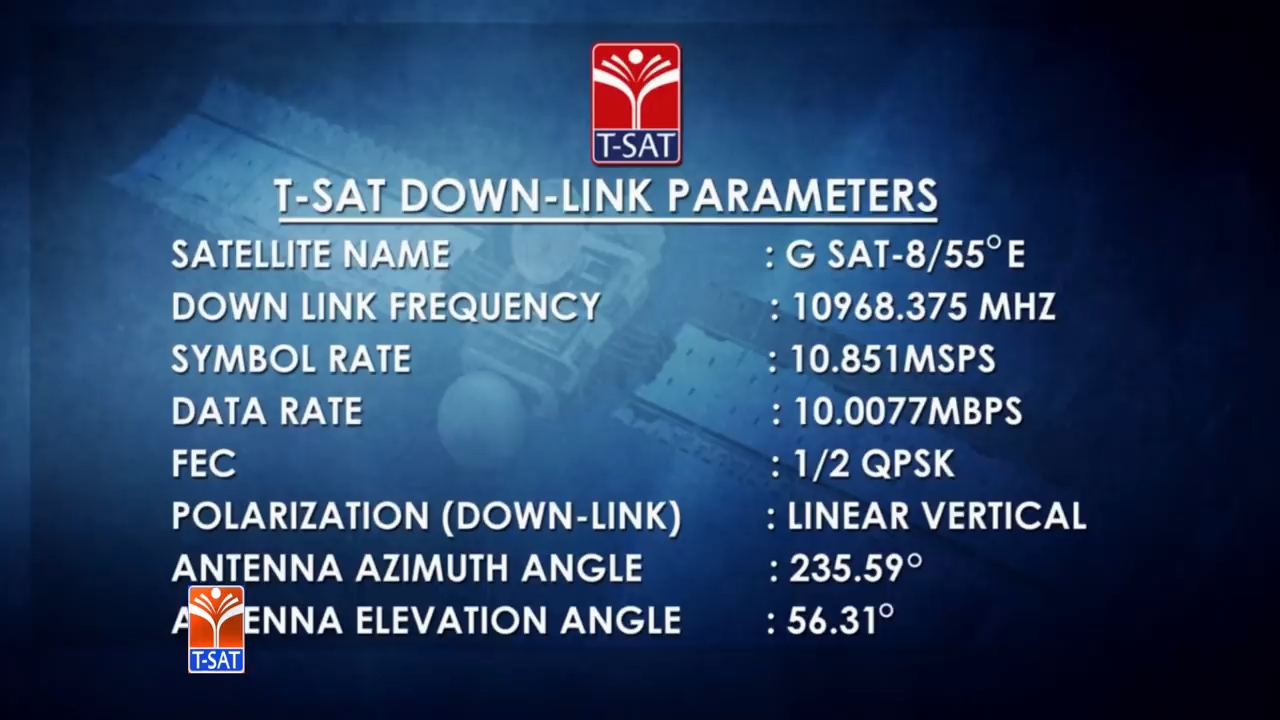 T-SAT
T-SAT DOWN-LINK PARAMETERS
SATELLITE NAME : G SAT-8/55° E
DOWN LINK FREQUENCY : 10968.375 MHZ
SYMBOL RATE : 10.851MSPS
DATA RATE : 10.0077MBPS
FEC : 1/2 QPSK
POLARIZATION (DOWN-LINK) : LINEAR VERTICAL
ANTENNA AZIMUTH ANGLE : 235.59°
ANTENNA ELEVATION ANGLE : 56.31°
T-SAT